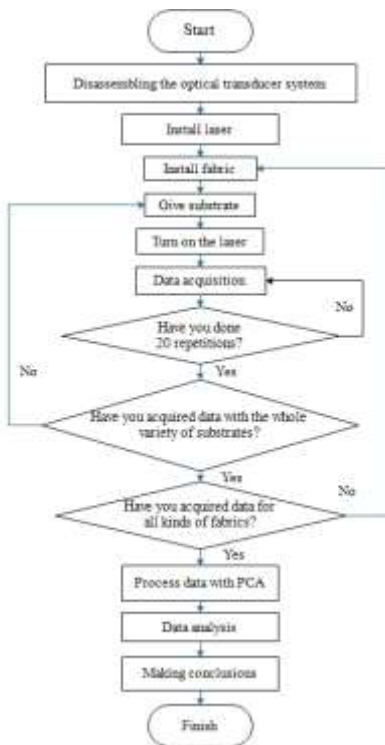 Start
Disassembling the optical transducer system
Install laser
Install fabric
Give substrate
Turn on the laser
Data acquisition
No
Have you done
20 repetitions?
No
Yes
Have you acquired data with the whole
variety of substrates?
Yes
No
Have you acquired data for
all kinds of fabrics?
Yes
Process data with PCA
Data analysis
Making conclusions
Finish